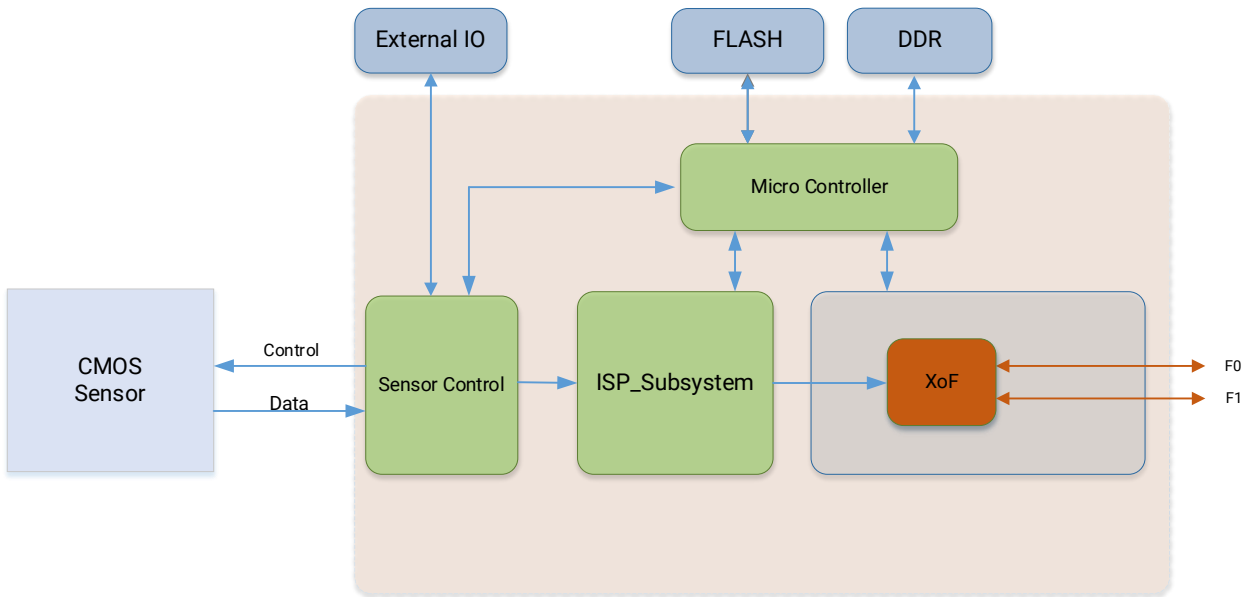 External IO
FLASH
DDR
Micro Controller
CMOS
Sensor
Control
Data
Sensor Control
ISP_Subsystem
XoF
F0
F1